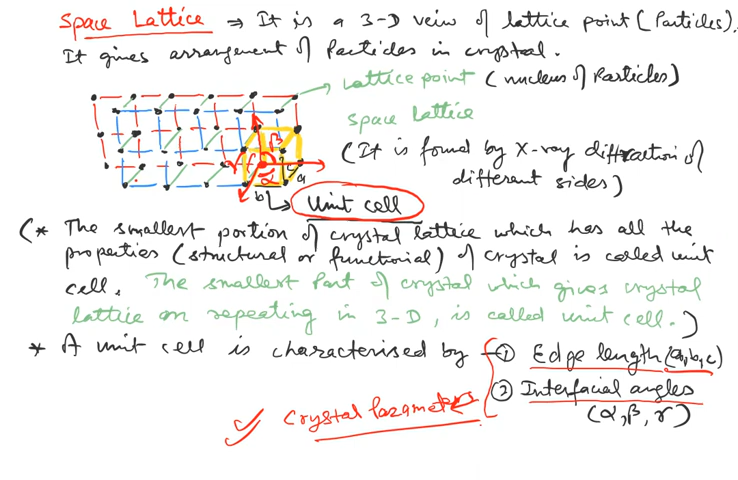 Space Lattice ⇒ It is a 3-D veiw of lattice point (Particles).
It gives arrangement of Particles in crystal.
→ Lattice point (nucleus of Particles)
Space lattice
(It is found by X-ray diffraction of
different sides)
β
γ
α
a
b
↳ Unit cell
(* The smallest portion of crystal lattice which has all the
properties (structural or functional) of crystal is called unit
cell. The smallest Part of crystal which gives crystal
lattice on repeating in 3-D, is called unit cell.)
* A unit cell is characterised by → ① Edge length (a, b, c)
② Interfacial angles
(α, β, γ)
✓ Crystal Parameters